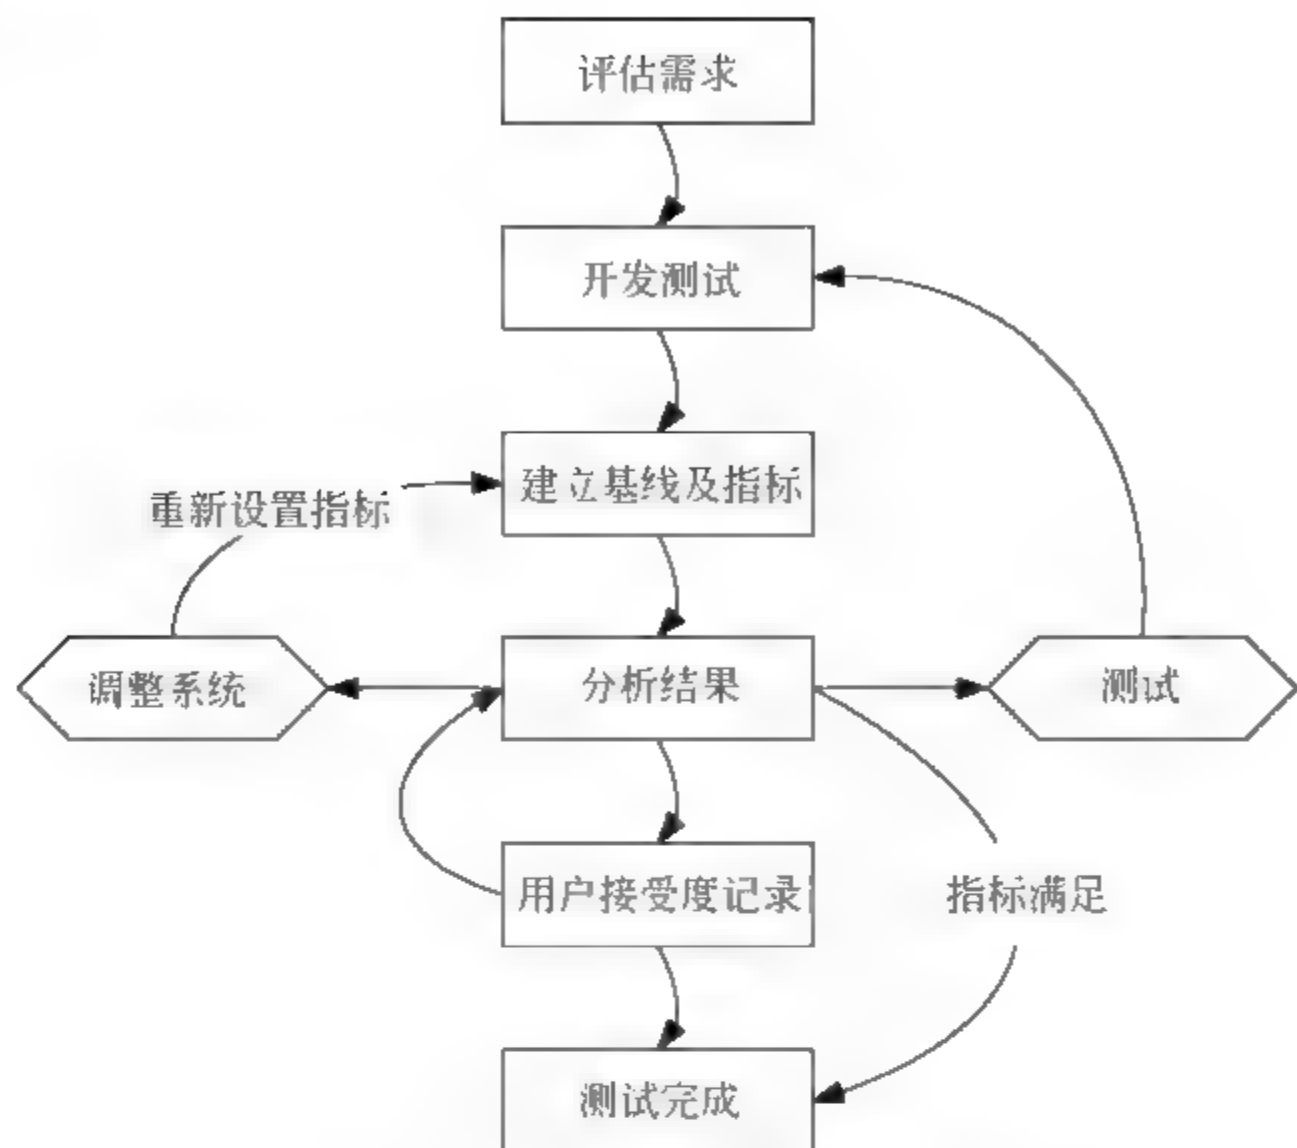 评估需求
开发测试
建立基线及指标
重新设置指标
调整系统
分析结果
测试
用户接受度记录
指标满足
测试完成